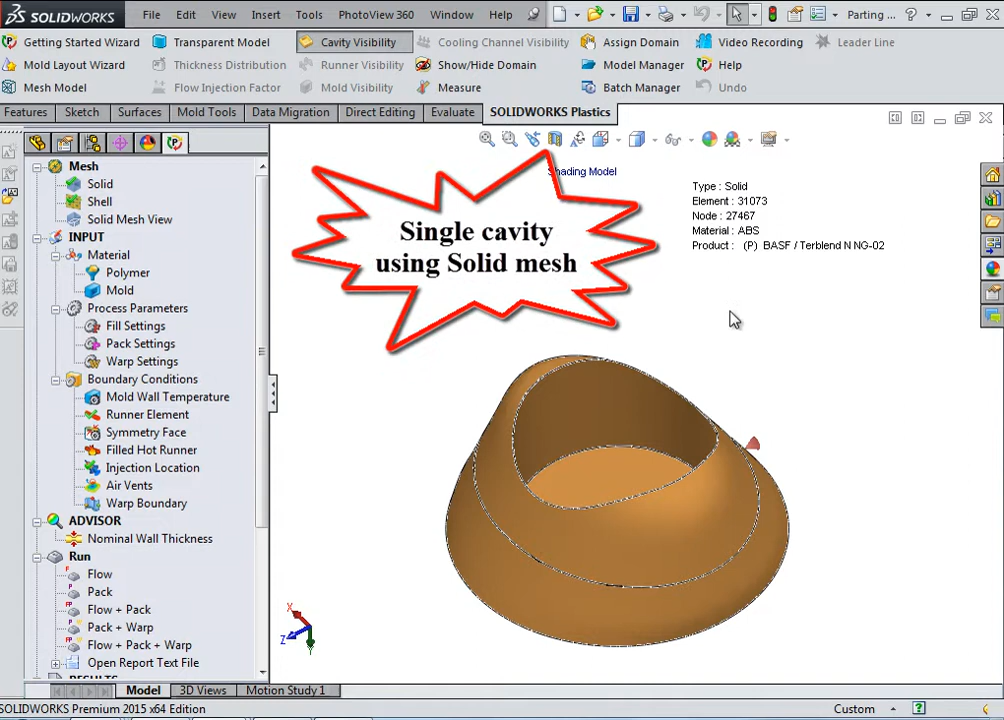 SOLIDWORKS File Edit View Insert Tools PhotoView 360 Window Help Parting ... ?
Getting Started Wizard Transparent Model Cavity Visibility Cooling Channel Visibility Assign Domain Video Recording Leader Line
Mold Layout Wizard Thickness Distribution Runner Visibility Show/Hide Domain Model Manager Help
Mesh Model Flow Injection Factor Mold Visibility Measure Batch Manager Undo
Features Sketch Surfaces Mold Tools Data Migration Direct Editing Evaluate SOLIDWORKS Plastics
Shading Model
Single cavity
using Solid mesh
Type : Solid
Element : 31073
Node : 27467
Material : ABS
Product : (P) BASF / Terblend N NG-02
Mesh
Solid
Shell
Solid Mesh View
INPUT
Material
Polymer
Mold
Process Parameters
Fill Settings
Pack Settings
Warp Settings
Boundary Conditions
Mold Wall Temperature
Runner Element
Symmetry Face
Filled Hot Runner
Injection Location
Air Vents
Warp Boundary
ADVISOR
Nominal Wall Thickness
Run
Flow
Pack
Flow + Pack
Pack + Warp
Flow + Pack + Warp
Open Report Text File
RESULTS
X
Z
Y
Model 3D Views Motion Study 1
SOLIDWORKS Premium 2015 x64 Edition Custom ?